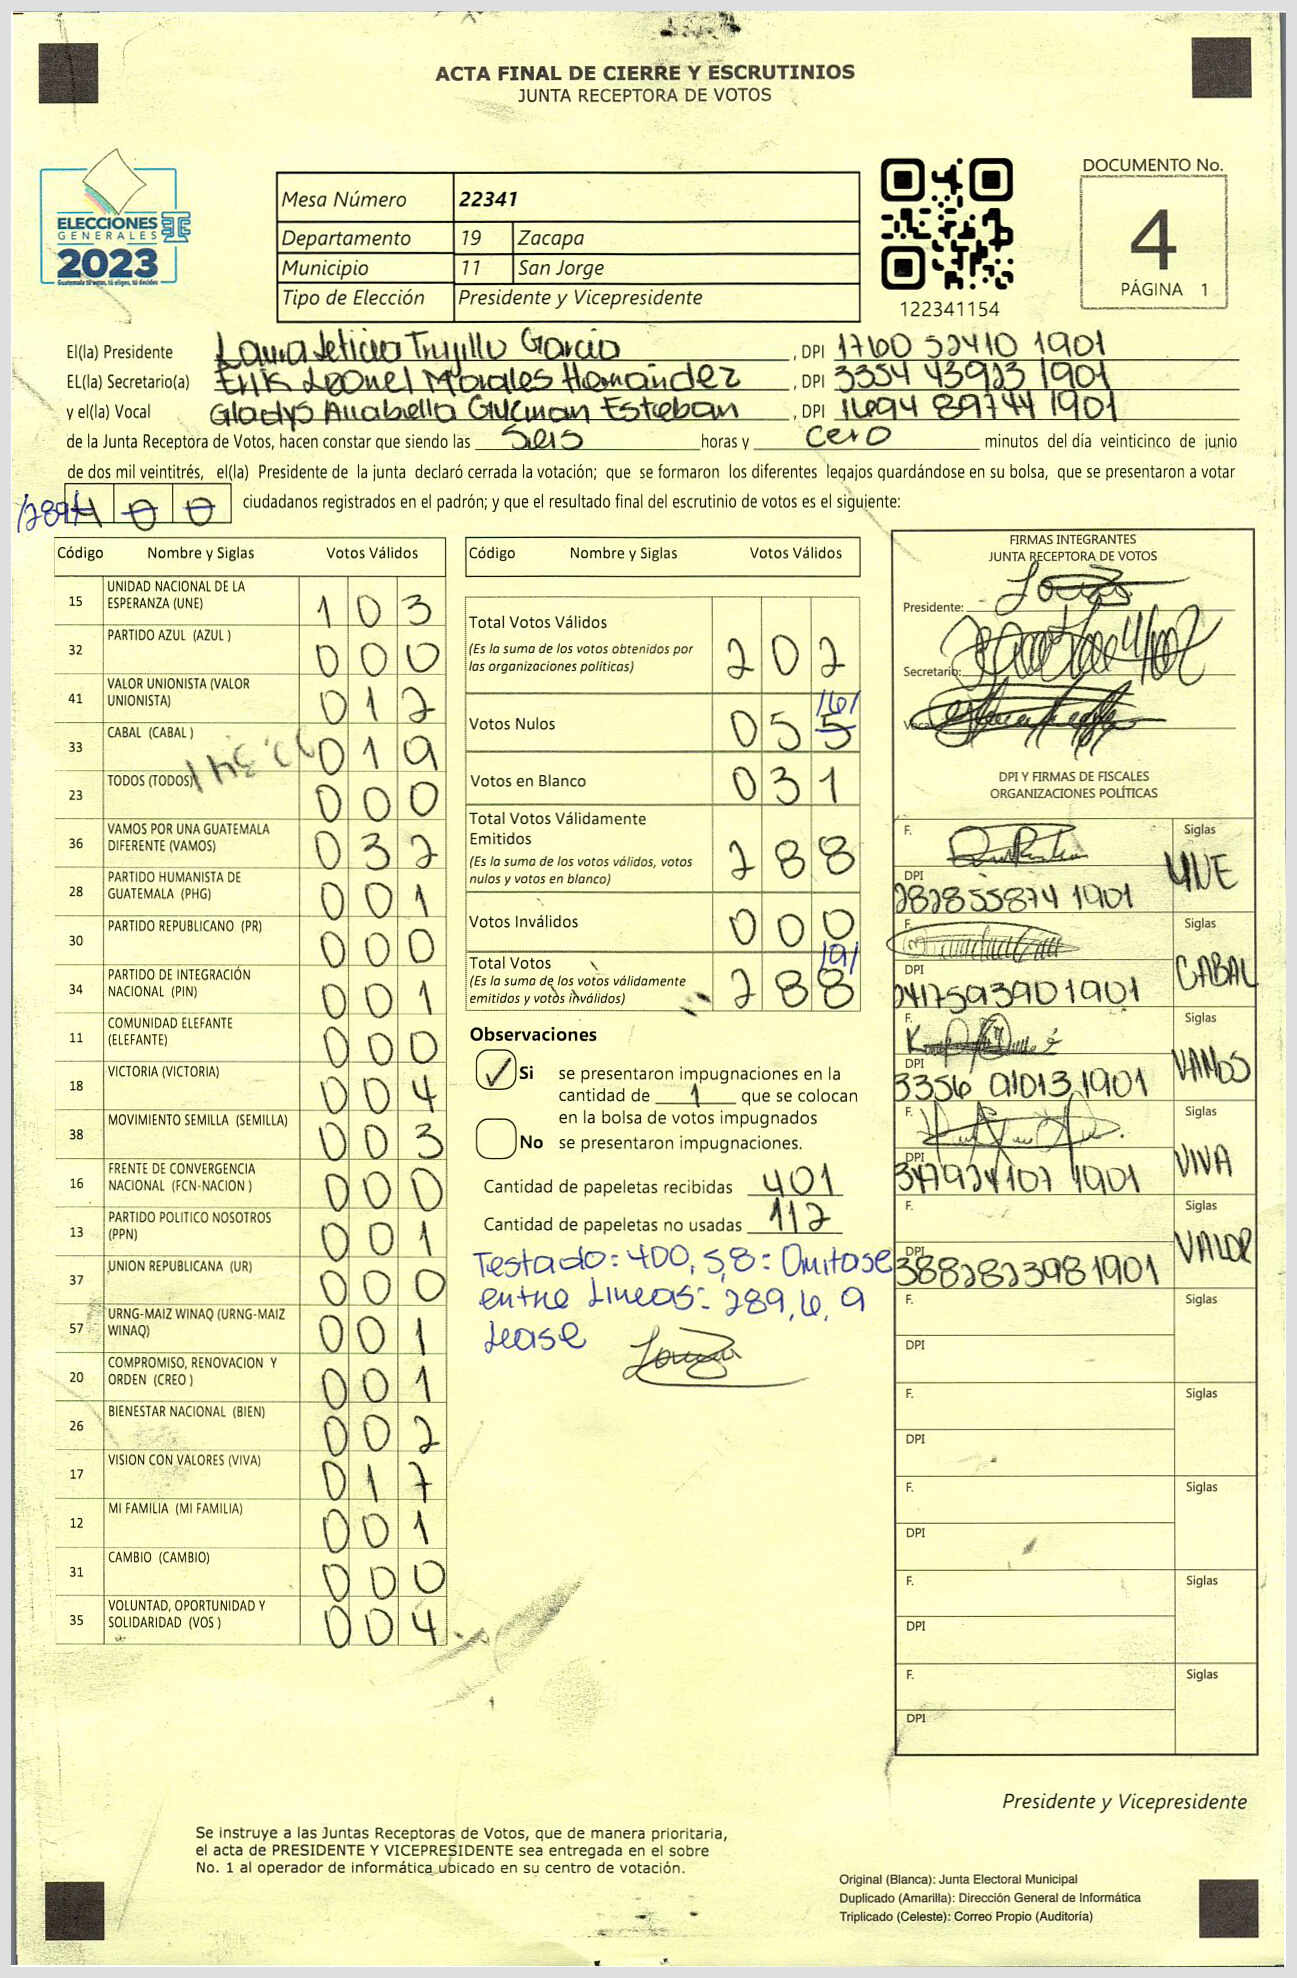 ACTA FINAL DE CIERRE Y ESCRUTINIOS
JUNTA RECEPTORA DE VOTOS
ELECCIONES
GENERALES
2023
Guatemala tú votas, tú eliges, tú decides
Mesa Número 22341
Departamento 19 Zacapa
Municipio 11 San Jorge
Tipo de Elección Presidente y Vicepresidente
122341154
DOCUMENTO No.
4
PÁGINA 1
El(la) Presidente Laura Leticia Trujillo Garcia , DPI 1760 52410 1901
EL(la) Secretario(a) Erik Leonel Morales Hernández , DPI 3354 43923 1901
y el(la) Vocal Gladys Anabella Guzman Esteban , DPI 1694 89744 1901
de la Junta Receptora de Votos, hacen constar que siendo las seis horas y cero minutos del día veinticinco de junio
de dos mil veintitrés, el(la) Presidente de la junta declaró cerrada la votación; que se formaron los diferentes legajos guardándose en su bolsa, que se presentaron a votar
/289/ 400 ciudadanos registrados en el padrón; y que el resultado final del escrutinio de votos es el siguiente:
Código Nombre y Siglas Votos Válidos
15 UNIDAD NACIONAL DE LA ESPERANZA (UNE) 1 0 3
32 PARTIDO AZUL (AZUL ) 0 0 0
41 VALOR UNIONISTA (VALOR UNIONISTA) 0 1 2
33 CABAL (CABAL ) 0 1 9
23 TODOS (TODOS) 0 0 0
36 VAMOS POR UNA GUATEMALA DIFERENTE (VAMOS) 0 3 2
28 PARTIDO HUMANISTA DE GUATEMALA (PHG) 0 0 1
30 PARTIDO REPUBLICANO (PR) 0 0 0
34 PARTIDO DE INTEGRACIÓN NACIONAL (PIN) 0 0 1
11 COMUNIDAD ELEFANTE (ELEFANTE) 0 0 0
18 VICTORIA (VICTORIA) 0 0 4
38 MOVIMIENTO SEMILLA (SEMILLA) 0 0 3
16 FRENTE DE CONVERGENCIA NACIONAL (FCN-NACION ) 0 0 0
13 PARTIDO POLITICO NOSOTROS (PPN) 0 0 1
37 UNION REPUBLICANA (UR) 0 0 0
57 URNG-MAIZ WINAQ (URNG-MAIZ WINAQ) 0 0 1
20 COMPROMISO, RENOVACION Y ORDEN (CREO ) 0 0 1
26 BIENESTAR NACIONAL (BIEN) 0 0 2
17 VISION CON VALORES (VIVA) 0 1 7
12 MI FAMILIA (MI FAMILIA) 0 0 1
31 CAMBIO (CAMBIO) 0 0 0
35 VOLUNTAD, OPORTUNIDAD Y SOLIDARIDAD (VOS ) 0 0 4
Código Nombre y Siglas Votos Válidos
Total Votos Válidos 2 0 2
(Es la suma de los votos obtenidos por
las organizaciones políticas)
/6/
Votos Nulos 0 5 5
Votos en Blanco 0 3 1
Total Votos Válidamente
Emitidos 2 8 8
(Es la suma de los votos válidos, votos
nulos y votos en blanco)
Votos Inválidos 0 0 0
/9/
Total Votos 2 8 8
(Es la suma de los votos válidamente
emitidos y votos inválidos)
Observaciones
✓ Si se presentaron impugnaciones en la
cantidad de 1 que se colocan
en la bolsa de votos impugnados
No se presentaron impugnaciones.
Cantidad de papeletas recibidas 401
Cantidad de papeletas no usadas 112
Testado: 400, 5,8: Omitase
entre Lineas: 289, 6, 9
Lease
FIRMAS INTEGRANTES
JUNTA RECEPTORA DE VOTOS
Presidente:
Secretario:
Vocal
DPI Y FIRMAS DE FISCALES
ORGANIZACIONES POLÍTICAS
F. Siglas
UNE
DPI
282855874 1901
F. Siglas
CABAL
DPI
2417593901901
F. Siglas
VAMOS
DPI
3356 91013 1901
F. Siglas
VIVA
DPI
347924107 1901
F. Siglas
VALOR
DPI
3882823981901
F. Siglas
DPI
F. Siglas
DPI
F. Siglas
DPI
F. Siglas
DPI
F. Siglas
DPI
Presidente y Vicepresidente
Se instruye a las Juntas Receptoras de Votos, que de manera prioritaria,
el acta de PRESIDENTE Y VICEPRESIDENTE sea entregada en el sobre
No. 1 al operador de informática ubicado en su centro de votación.
Original (Blanca): Junta Electoral Municipal
Duplicado (Amarilla): Dirección General de Informática
Triplicado (Celeste): Correo Propio (Auditoría)